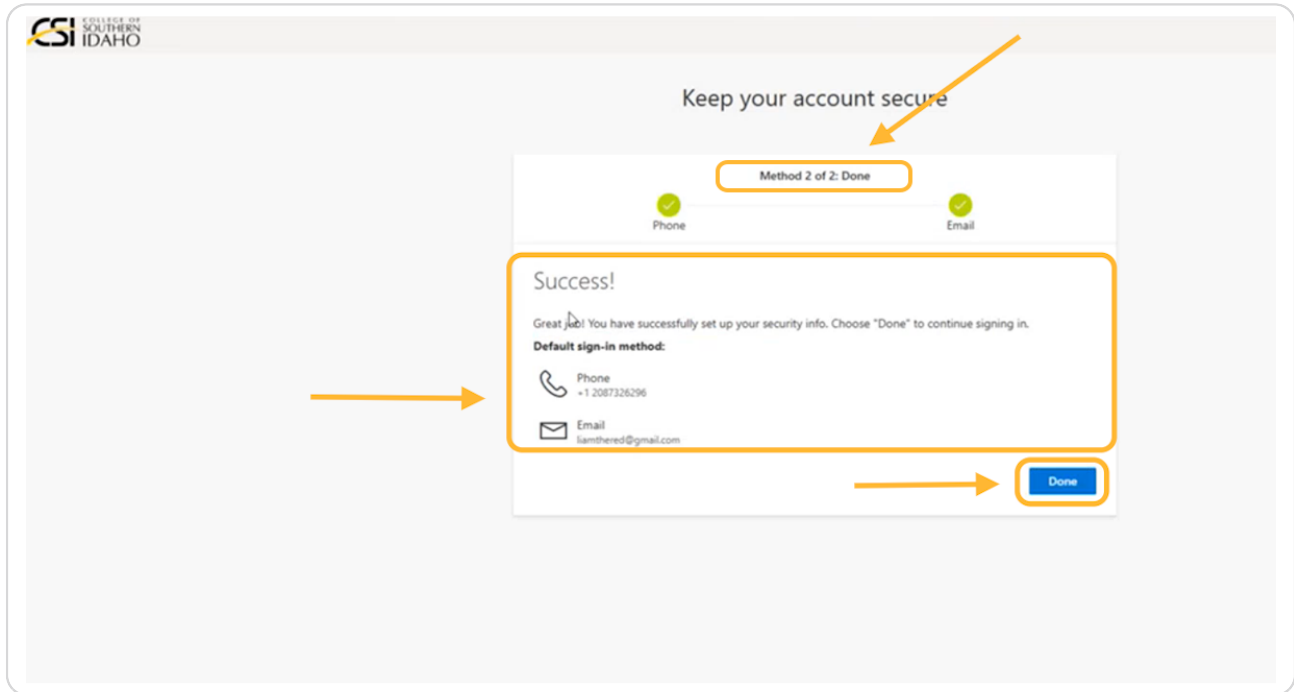 CSI
COLLEGE OF
SOUTHERN
IDAHO
Keep your account secure
Method 2 of 2: Done
Phone
Email
Success!
Great job! You have successfully set up your security info. Choose "Done" to continue signing in.
Default sign-in method:
Phone
+1 2087326296
Email
liamthered@gmail.com
Done